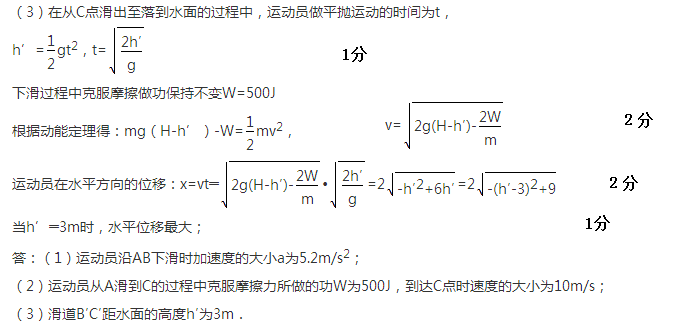 （3）在从C点滑出至落到水面的过程中，运动员做平抛运动的时间为t，
h′=1/2gt²，t=√(2h′/g) 1分
下滑过程中克服摩擦做功保持不变W=500J
根据动能定理得：mg（H-h′）-W=1/2mv²， v=√(2g(H-h′)-2W/m) 2分
运动员在水平方向的位移：x=vt=√(2g(H-h′)-2W/m)•√(2h′/g)=2√(-h′²+6h′)=2√(-(h′-3)²+9) 2分
当h′=3m时，水平位移最大； 1分
答：（1）运动员沿AB下滑时加速度的大小a为5.2m/s²；
（2）运动员从A滑到C的过程中克服摩擦力所做的功W为500J，到达C点时速度的大小为10m/s；
（3）滑道B′C′距水面的高度h′为3m．